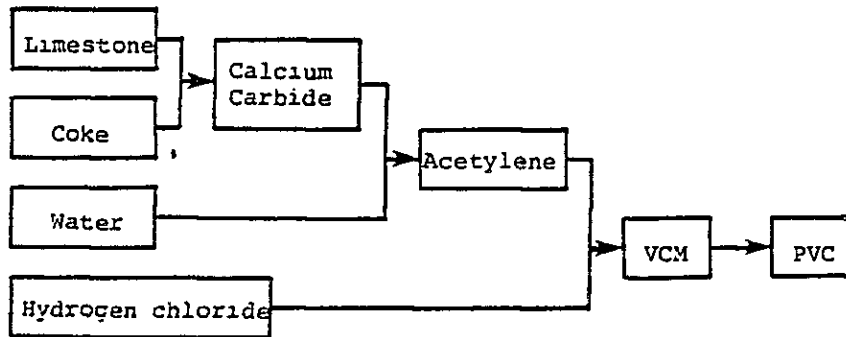 Limestone
Calcium
Carbide
Coke
Acetylene
Water
VCM
PVC
Hydrogen chloride